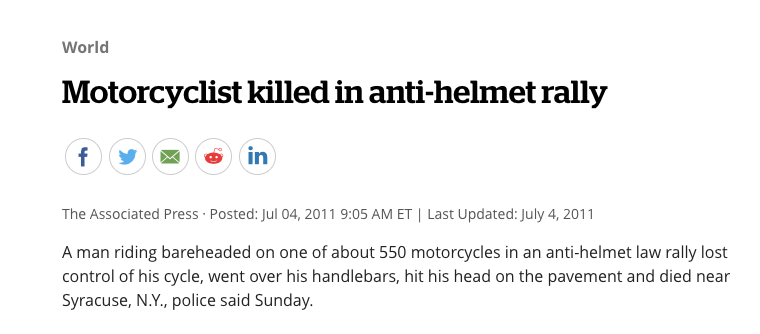 World
Motorcyclist killed in anti-helmet rally
The Associated Press · Posted: Jul 04, 2011 9:05 AM ET | Last Updated: July 4, 2011
A man riding bareheaded on one of about 550 motorcycles in an anti-helmet law rally lost
control of his cycle, went over his handlebars, hit his head on the pavement and died near
Syracuse, N.Y., police said Sunday.